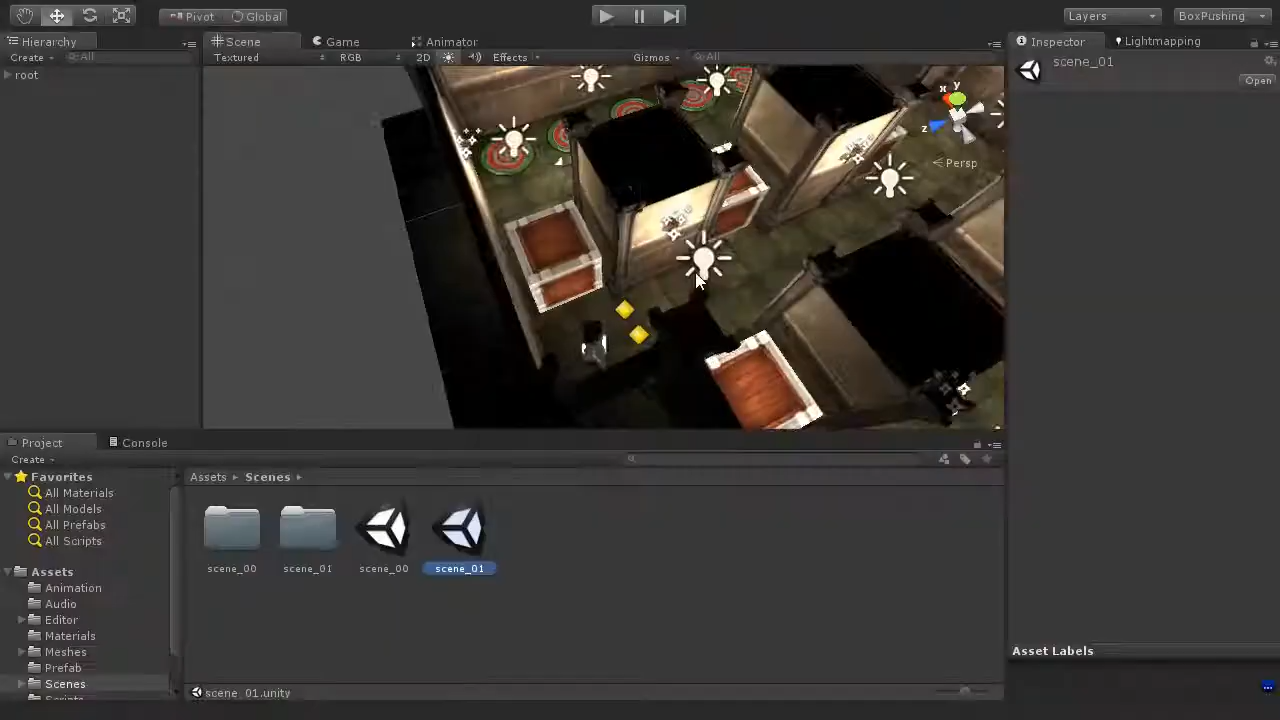 Pivot Global Layers BoxPushing
Hierarchy Scene Game Animator Inspector Lightmapping
Create All Textured RGB 2D Effects Gizmos All scene_01
root Open
y
x
z
Persp
Project Console
Create
Favorites Assets Scenes
All Materials
All Models
All Prefabs
All Scripts
scene_00 scene_01 scene_00 scene_01
Assets
Animation
Audio
Editor
Materials
Meshes Asset Labels
Prefab
Scenes
Scripts scene_01.unity